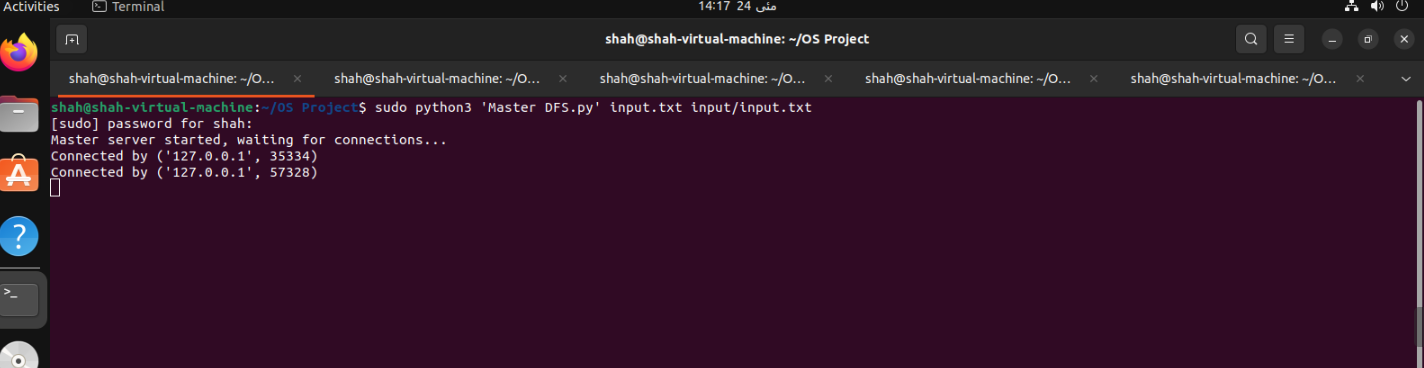 Activities
Terminal
14:17 24 مئی
shah@shah-virtual-machine: ~/OS Project
shah@shah-virtual-machine: ~/O...
shah@shah-virtual-machine: ~/O...
shah@shah-virtual-machine: ~/O...
shah@shah-virtual-machine: ~/O...
shah@shah-virtual-machine: ~/O...
shah@shah-virtual-machine:~/OS Project$ sudo python3 'Master DFS.py' input.txt input/input.txt
[sudo] password for shah:
Master server started, waiting for connections...
Connected by ('127.0.0.1', 35334)
Connected by ('127.0.0.1', 57328)